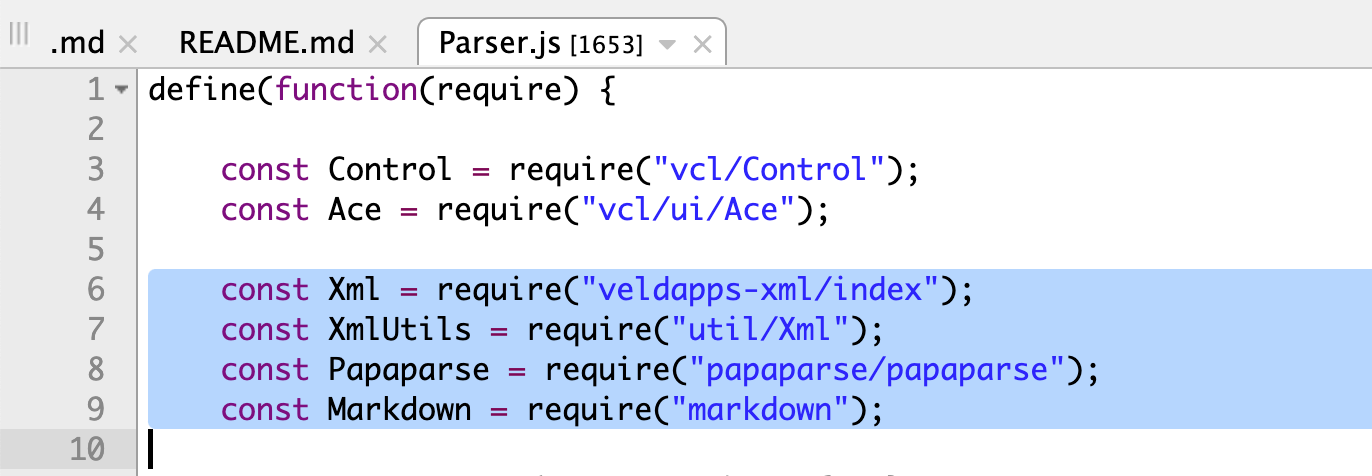 .md × README.md × Parser.js [1653] ×
1 define(function(require) {
2
3 const Control = require("vcl/Control");
4 const Ace = require("vcl/ui/Ace");
5
6 const Xml = require("veldapps-xml/index");
7 const XmlUtils = require("util/Xml");
8 const Papaparse = require("papaparse/papaparse");
9 const Markdown = require("markdown");
10